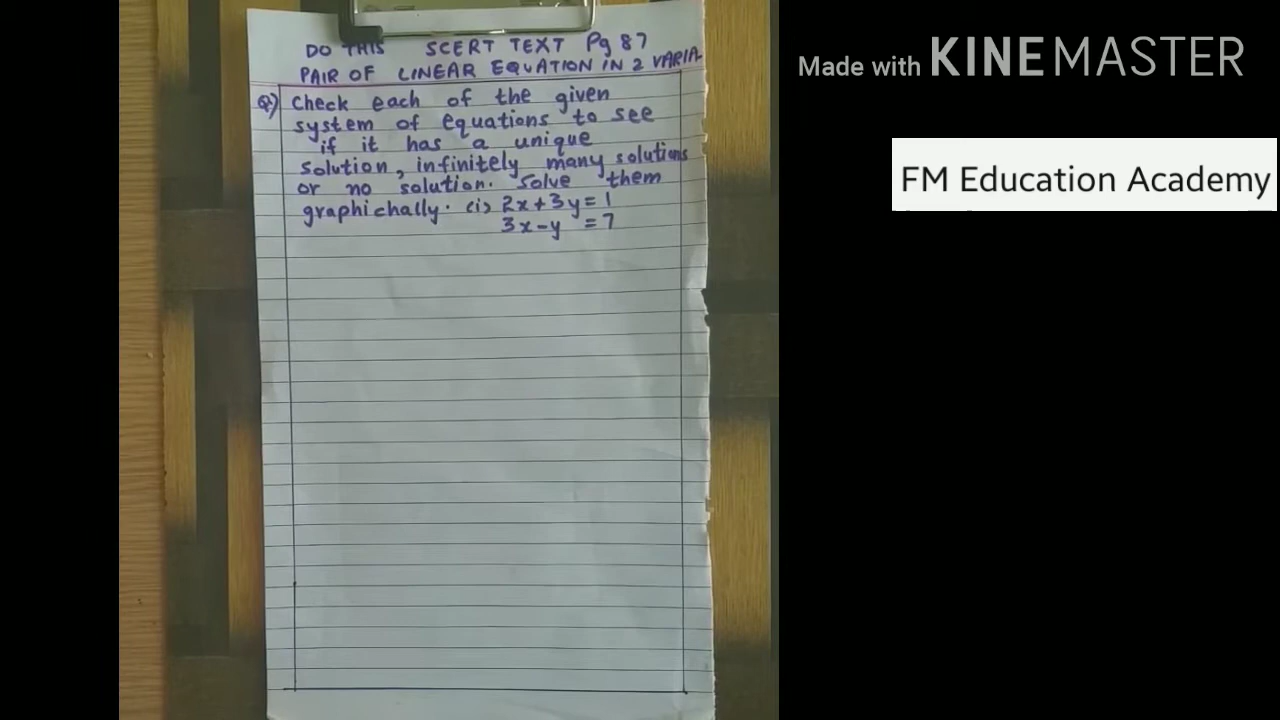 DO THIS SCERT TEXT Pg 87
PAIR OF LINEAR EQUATION IN 2 VARIA
Q) Check each of the given
system of equations to see
if it has a unique
solution, infinitely many solutions
or no solution. Solve them
graphichally. (i) 2x+3y=1
3x-y =7
Made with KINEMASTER
FM Education Academy